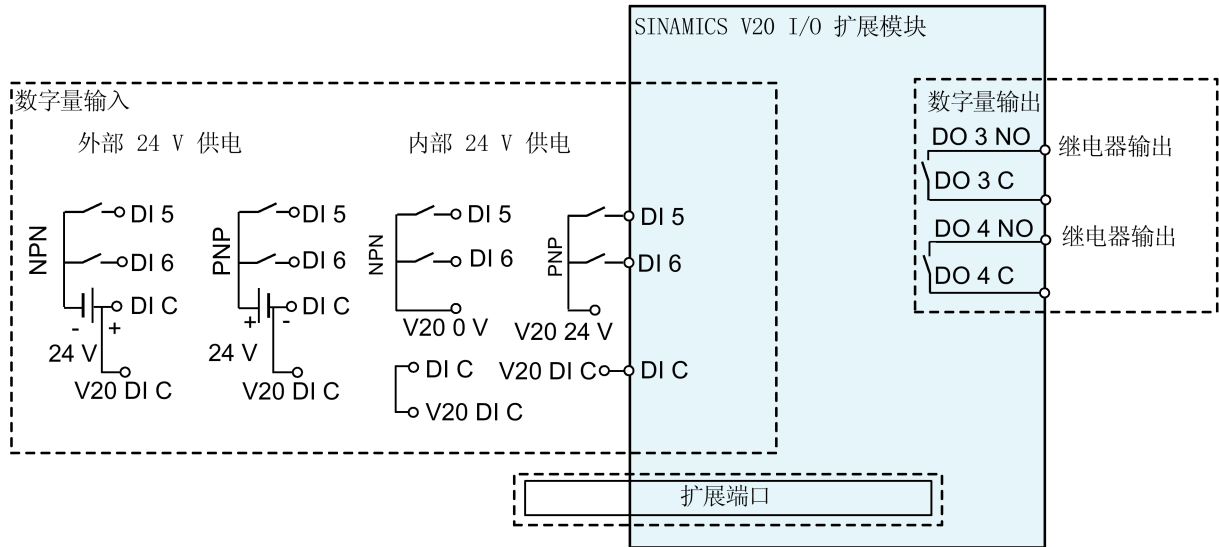 SINAMICS V20 I/O 扩展模块
数字量输入
外部 24 V 供电
内部 24 V 供电
NPN
DI 5
DI 6
DI C
- +
24 V
V20 DI C
PNP
DI 5
DI 6
DI C
+ -
24 V
V20 DI C
NPN
DI 5
DI 6
V20 0 V
DI C
V20 DI C
PNP
DI 5
DI 6
V20 24 V
V20 DI C
DI C
数字量输出
DO 3 NO
继电器输出
DO 3 C
DO 4 NO
继电器输出
DO 4 C
扩展端口